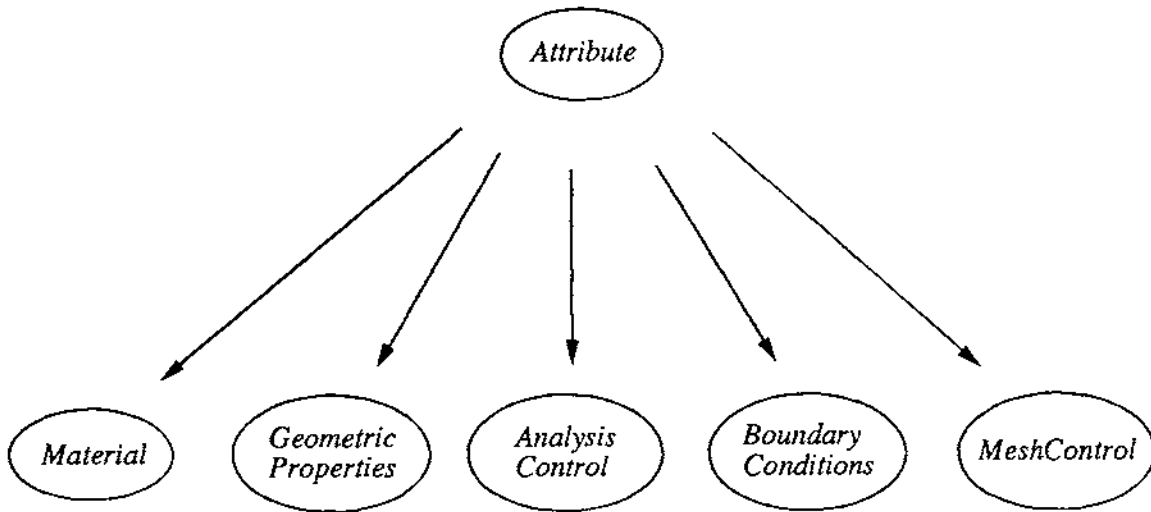 Attribute
Material
Geometric
Properties
Analysis
Control
Boundary
Conditions
MeshControl